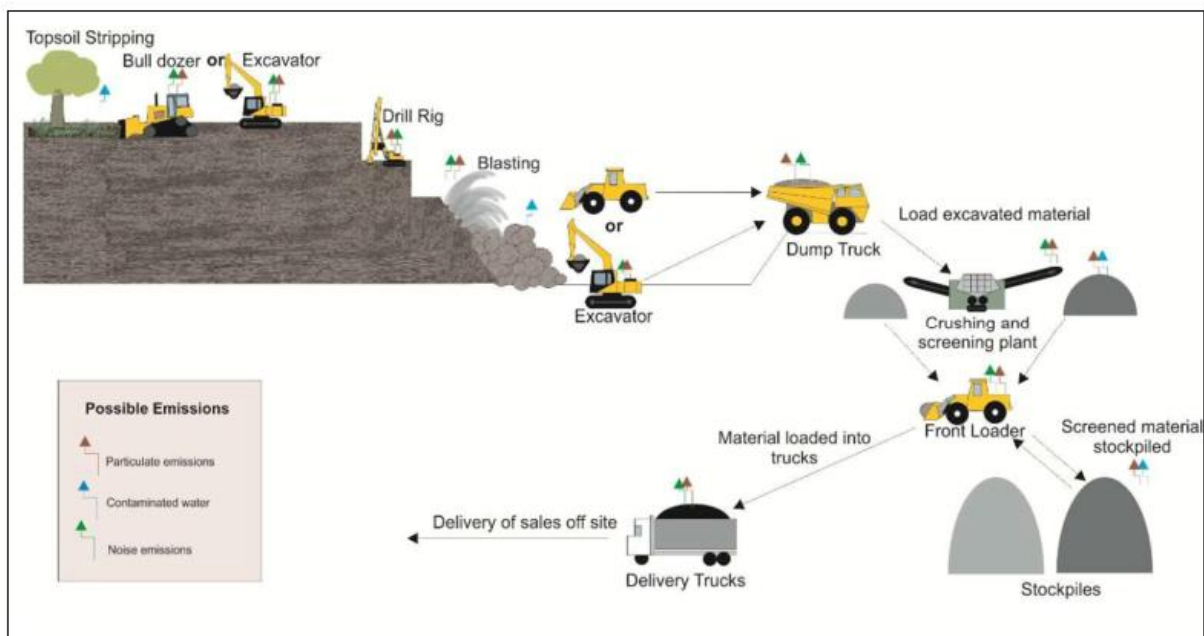 Topsoil Stripping
Bull dozer or Excavator
Drill Rig
Blasting
or
Excavator
Dump Truck
Load excavated material
Crushing and
screening plant
Front Loader
Screened material
stockpiled
Stockpiles
Material loaded into
trucks
Delivery Trucks
Delivery of sales off site
Possible Emissions
Particulate emissions
Contaminated water
Noise emissions